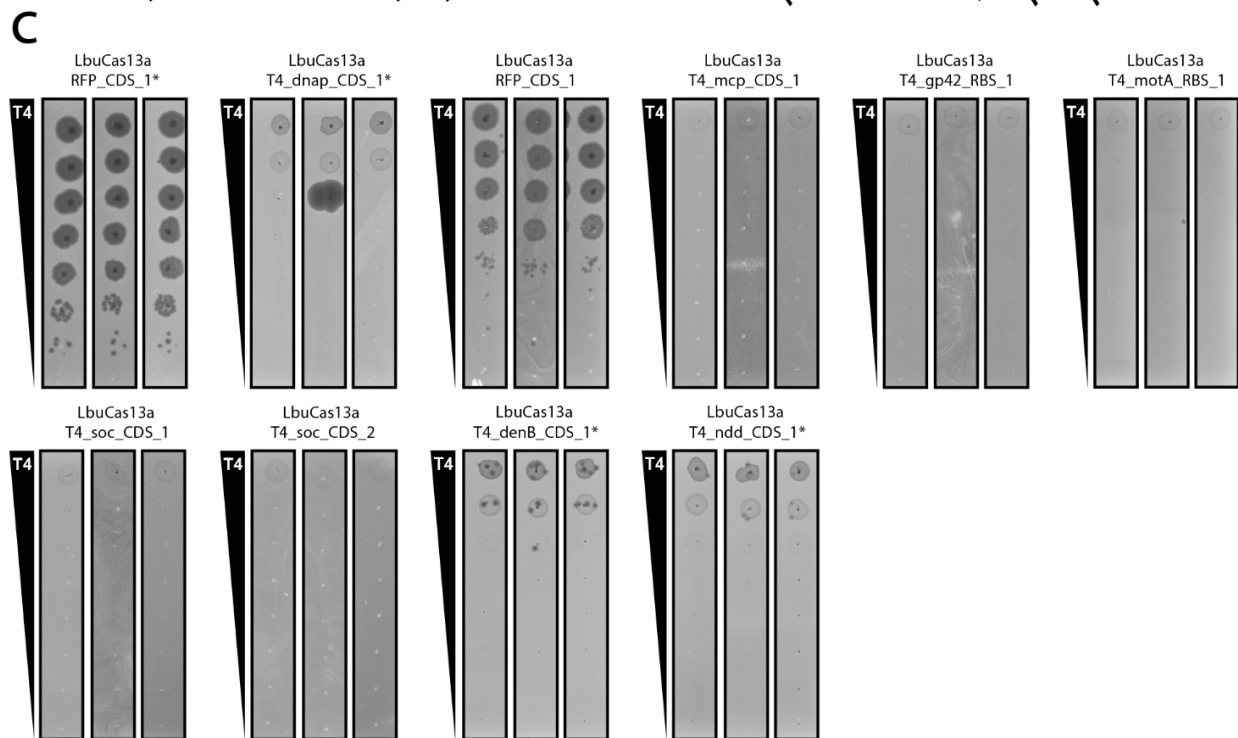 C
LbuCas13a
RFP_CDS_1*
T4
LbuCas13a
T4_dnap_CDS_1*
T4
LbuCas13a
RFP_CDS_1
T4
LbuCas13a
T4_mcp_CDS_1
T4
LbuCas13a
T4_gp42_RBS_1
T4
LbuCas13a
T4_motA_RBS_1
T4
LbuCas13a
T4_soc_CDS_1
T4
LbuCas13a
T4_soc_CDS_2
T4
LbuCas13a
T4_denB_CDS_1*
T4
LbuCas13a
T4_ndd_CDS_1*
T4